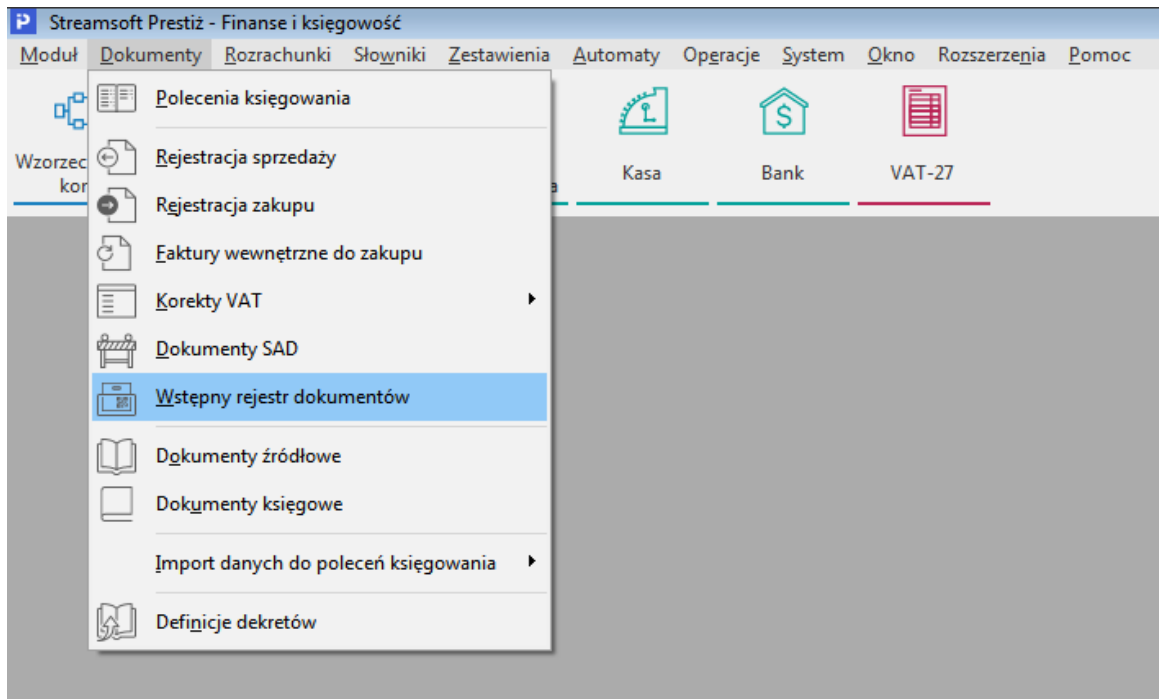 Streamsoft Prestiż - Finanse i księgowość
Moduł Dokumenty Rozrachunki Słowniki Zestawienia Automaty Operacje System Okno Rozszerzenia Pomoc
Polecenia księgowania
Rejestracja sprzedaży
Rejestracja zakupu
Faktury wewnętrzne do zakupu
Korekty VAT
Dokumenty SAD
Wstępny rejestr dokumentów
Dokumenty źródłowe
Dokumenty księgowe
Import danych do poleceń księgowania
Definicje dekretów
Wzorzec
Kasa
Bank
VAT-27